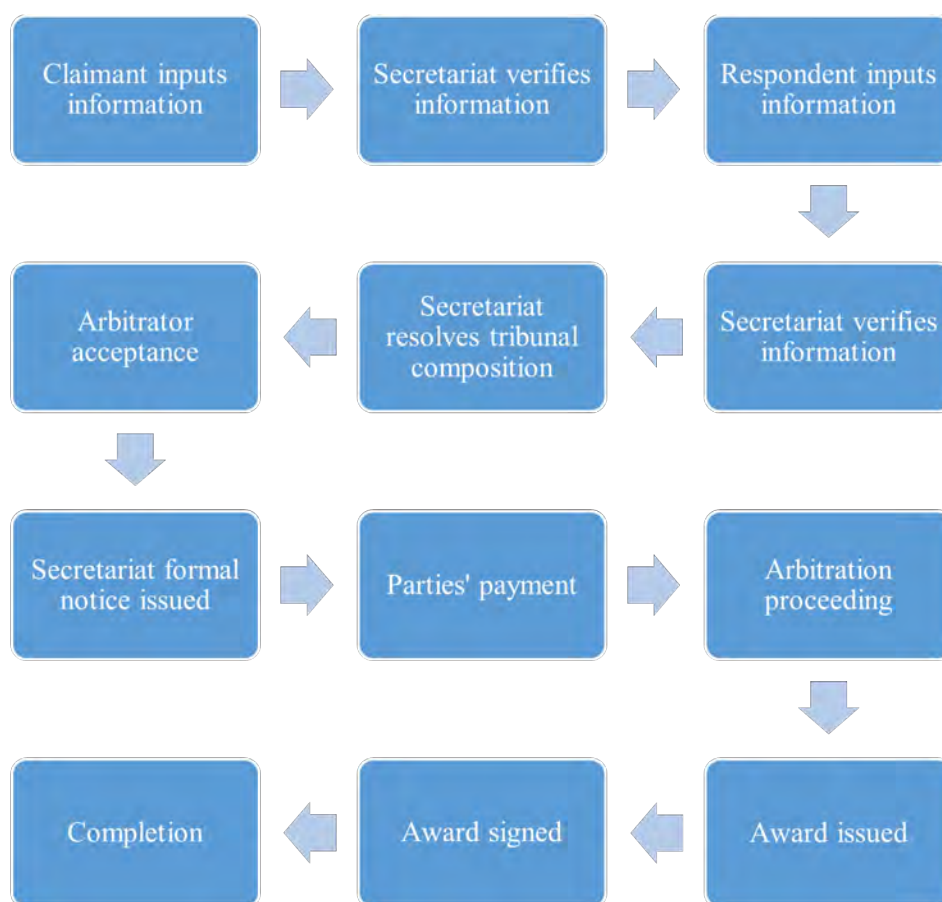 Claimant inputs
information
Secretariat verifies
information
Respondent inputs
information
Secretariat verifies
information
Secretariat
resolves tribunal
composition
Arbitrator
acceptance
Secretariat formal
notice issued
Parties' payment
Arbitration
proceeding
Award issued
Award signed
Completion